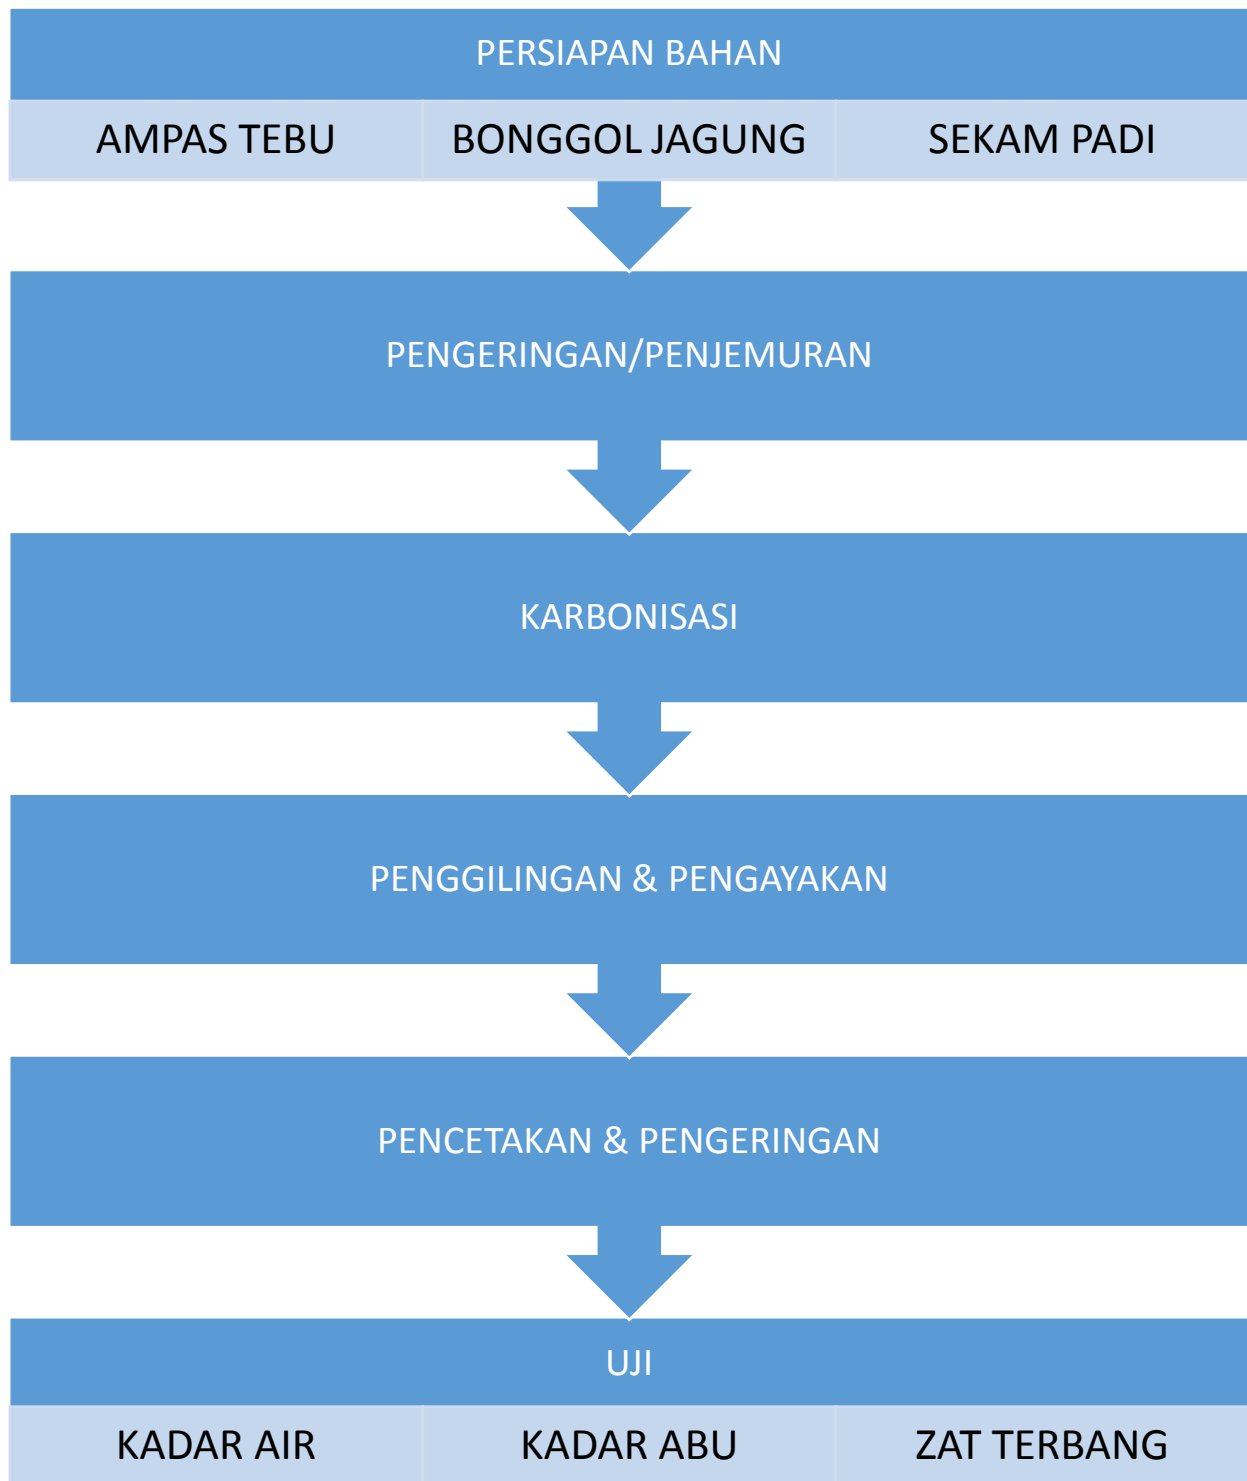 PERSIAPAN BAHAN
AMPAS TEBU BONGGOL JAGUNG SEKAM PADI
PENGERINGAN/PENJEMURAN
KARBONISASI
PENGGILINGAN & PENGAYAKAN
PENCETAKAN & PENGERINGAN
UJI
KADAR AIR KADAR ABU ZAT TERBANG